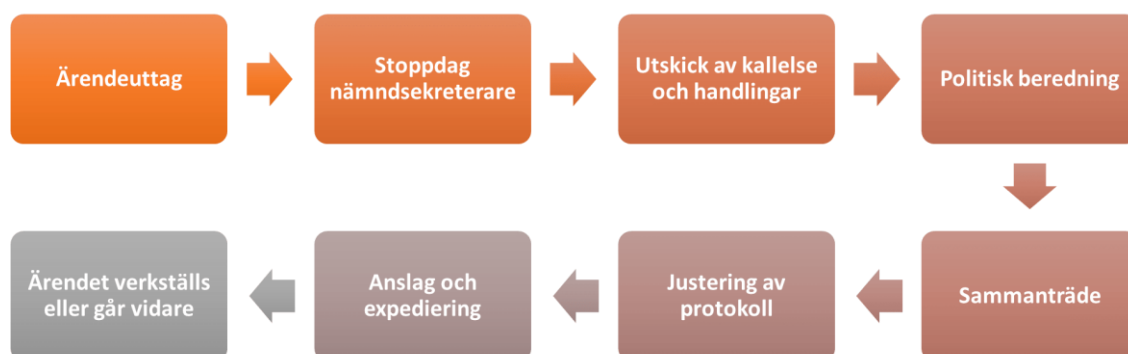 Ärendeuttag
Stoppdag
nämndsekreterare
Utskick av kallelse
och handlingar
Politisk beredning
Sammanträde
Justering av
protokoll
Anslag och
expediering
Ärendet verkställs
eller går vidare